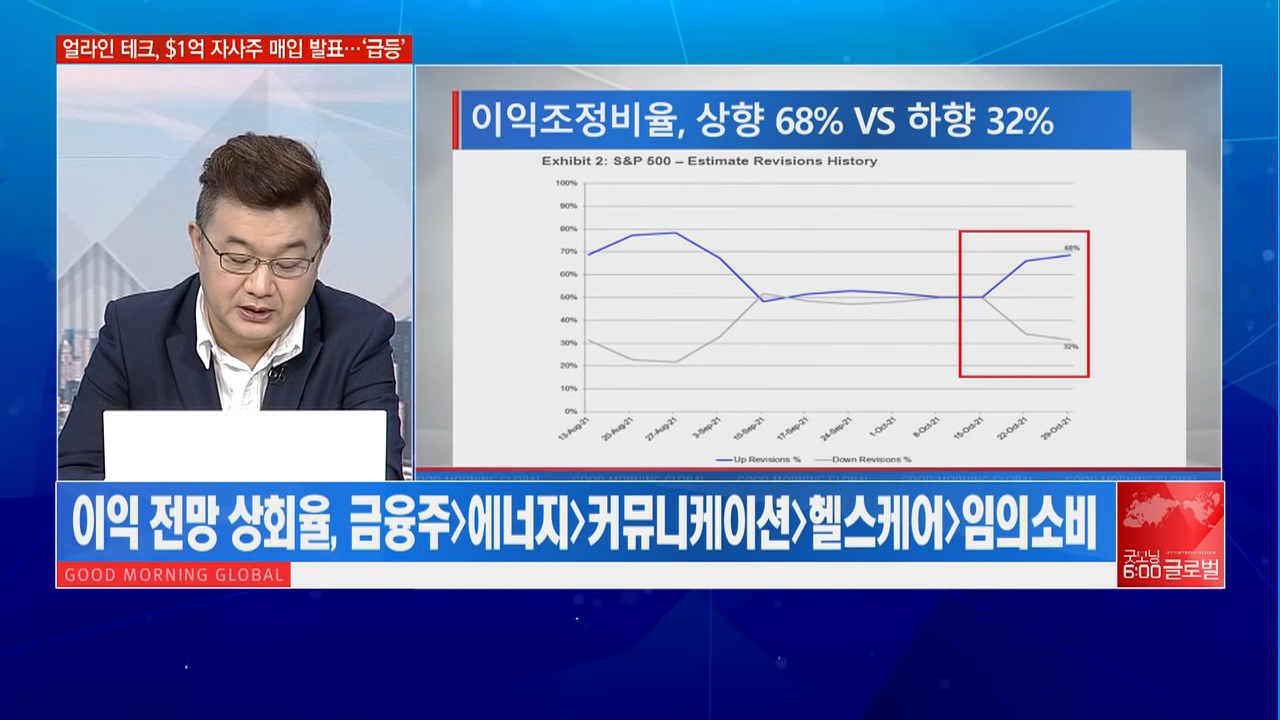 얼라인 테크, $1억 자사주 매입 발표…‘급등’
이익조정비율, 상향 68% VS 하향 32%
Exhibit 2: S&P 500 – Estimate Revisions History
100%
90%
80%
70%
60%
50%
40%
30%
20%
10%
0%
68%
32%
13-Aug-21
20-Aug-21
27-Aug-21
3-Sep-21
10-Sep-21
17-Sep-21
24-Sep-21
1-Oct-21
8-Oct-21
15-Oct-21
22-Oct-21
29-Oct-21
Up Revisions %
Down Revisions %
이익 전망 상회율, 금융주>에너지>커뮤니케이션>헬스케어>임의소비
GOOD MORNING GLOBAL
굿모닝
6:00 글로벌